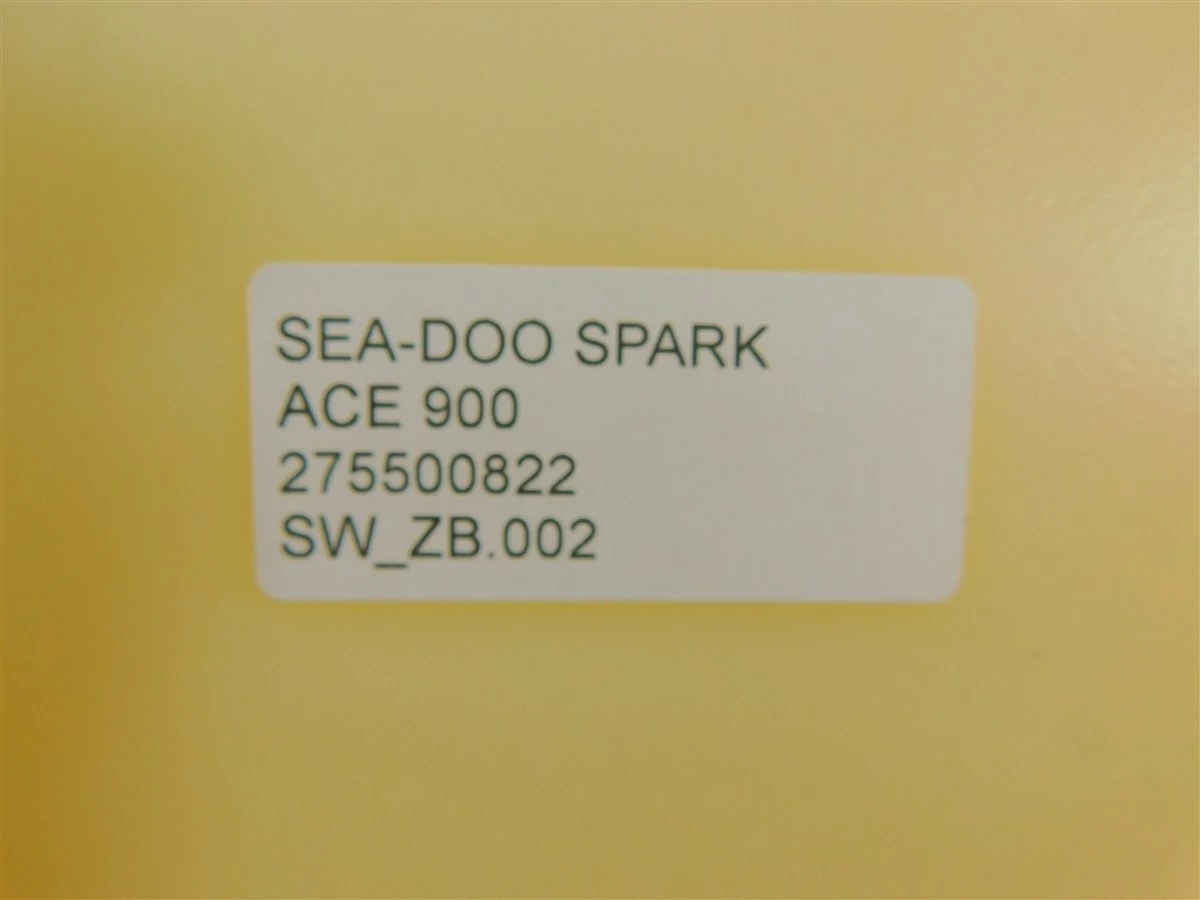 SEA-DOO SPARK
ACE 900
275500822
SW_ZB.002